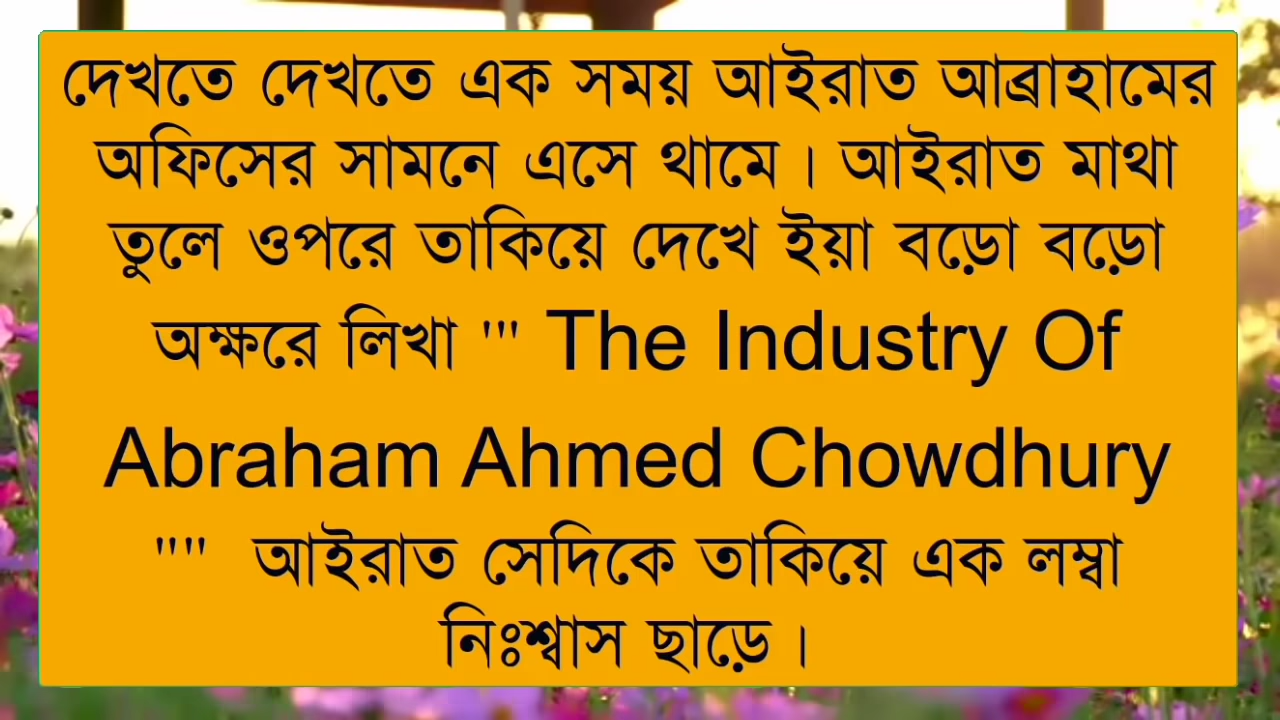 দেখতে দেখতে এক সময় আইরাত আব্রাহামের
অফিসের সামনে এসে থামে। আইরাত মাথা
তুলে ওপরে তাকিয়ে দেখে ইয়া বড়ো বড়ো
অক্ষরে লিখা '" The Industry Of
Abraham Ahmed Chowdhury
"" আইরাত সেদিকে তাকিয়ে এক লম্বা
নিঃশ্বাস ছাড়ে।